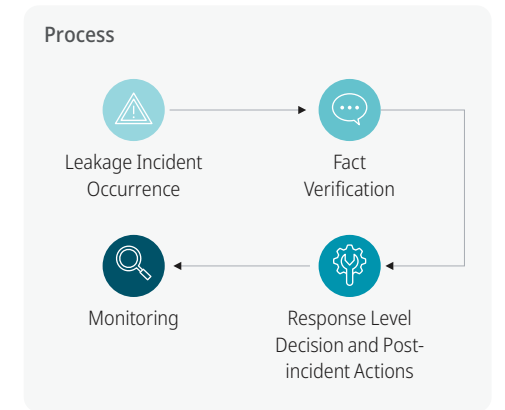 Process
Leakage Incident
Occurrence
Fact
Verification
Monitoring
Response Level
Decision and Post-
incident Actions